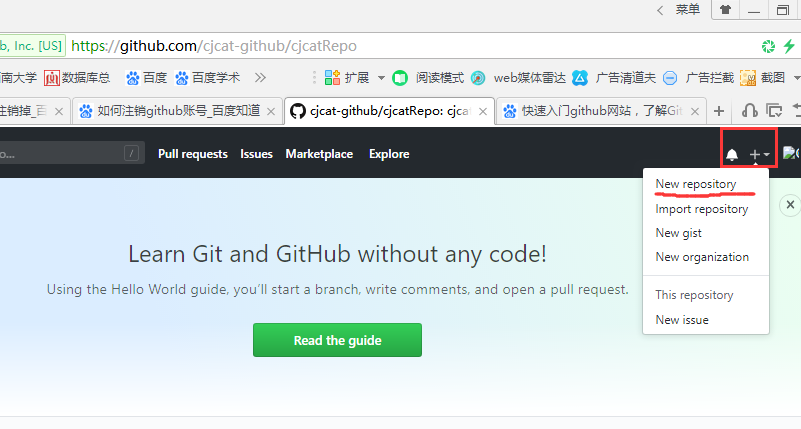 菜单
b, Inc. [US] https://github.com/cjcat-github/cjcatRepo
南大学 数据库总 百度 百度学术 扩展 阅读模式 web媒体雷达 广告清道夫 广告拦截 截图
注销掉_百 如何注销github账号_百度知道 cjcat-github/cjcatRepo: cjcat 快速入门github网站，了解Git
o... / Pull requests Issues Marketplace Explore
New repository
Import repository
New gist
New organization
This repository
New issue
Learn Git and GitHub without any code!
Using the Hello World guide, you’ll start a branch, write comments, and open a pull request.
Read the guide